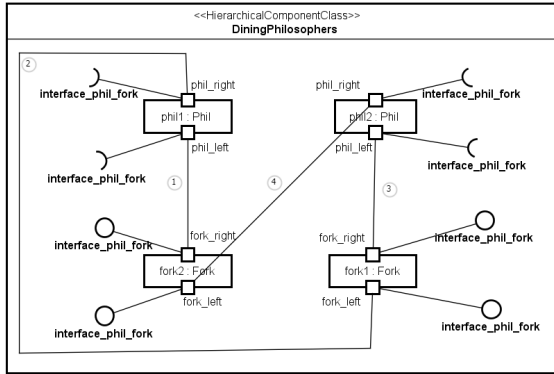 <<HierarchicalComponentClass>>
DiningPhilosophers
2
phil_right
phil_right
interface_phil_fork
interface_phil_fork
phil1 : Phil
phil2 : Phil
phil_left
phil_left
interface_phil_fork
interface_phil_fork
1
4
3
fork_right
fork_right
interface_phil_fork
interface_phil_fork
fork2 : Fork
fork1 : Fork
fork_left
fork_left
interface_phil_fork
interface_phil_fork